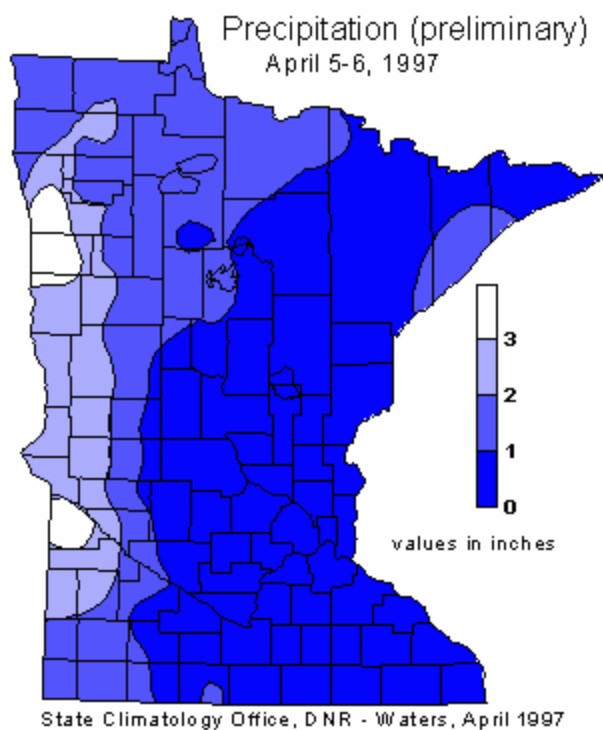 Precipitation (preliminary)
April 5-6, 1997
3
2
1
0
values in inches
State Climatology Office, DNR - Waters, April 1997